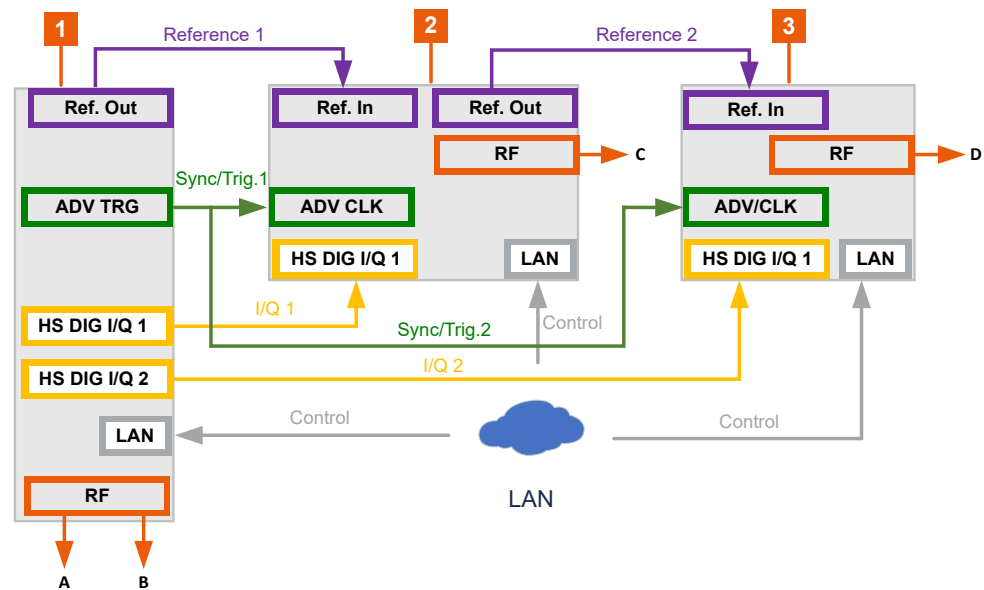 1
2
3
Reference 1
Reference 2
Ref. Out
Ref. In
Ref. Out
Ref. In
RF
C
RF
D
Sync/Trig.1
ADV TRG
ADV CLK
ADV/CLK
HS DIG I/Q 1
LAN
HS DIG I/Q 1
LAN
I/Q 1
HS DIG I/Q 1
Sync/Trig.2
Control
I/Q 2
HS DIG I/Q 2
Control
Control
LAN
LAN
RF
A
B